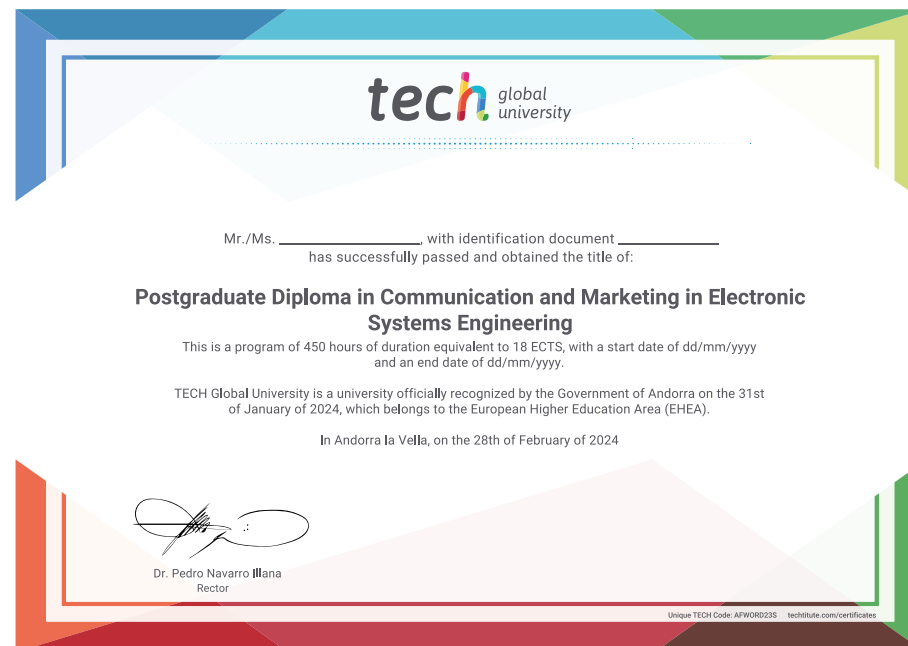 tech global university
Mr./Ms. ____________, with identification document ____________
has successfully passed and obtained the title of:
Postgraduate Diploma in Communication and Marketing in Electronic
Systems Engineering
This is a program of 450 hours of duration equivalent to 18 ECTS, with a start date of dd/mm/yyyy
and an end date of dd/mm/yyyy.
TECH Global University is a university officially recognized by the Government of Andorra on the 31st
of January of 2024, which belongs to the European Higher Education Area (EHEA).
In Andorra la Vella, on the 28th of February of 2024
Dr. Pedro Navarro Illana
Rector
Unique TECH Code: AFWORD23S techtitute.com/certificates